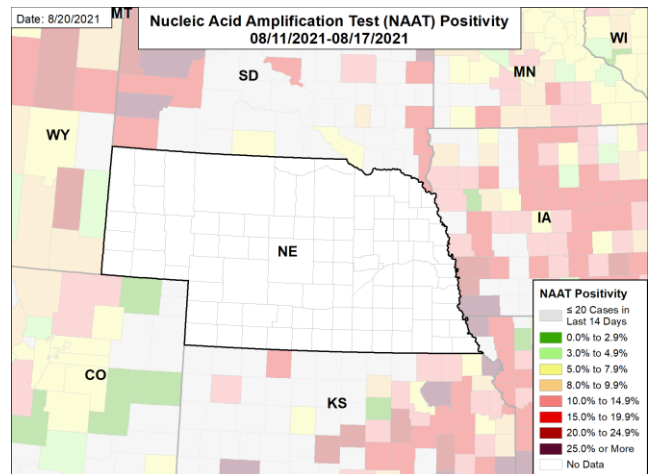 Date: 8/20/2021
Nucleic Acid Amplification Test (NAAT) Positivity
08/11/2021-08/17/2021
MT
WI
SD
MN
WY
IA
NE
CO
KS
NAAT Positivity
≤ 20 Cases in
Last 14 Days
0.0% to 2.9%
3.0% to 4.9%
5.0% to 7.9%
8.0% to 9.9%
10.0% to 14.9%
15.0% to 19.9%
20.0% to 24.9%
25.0% or More
No Data